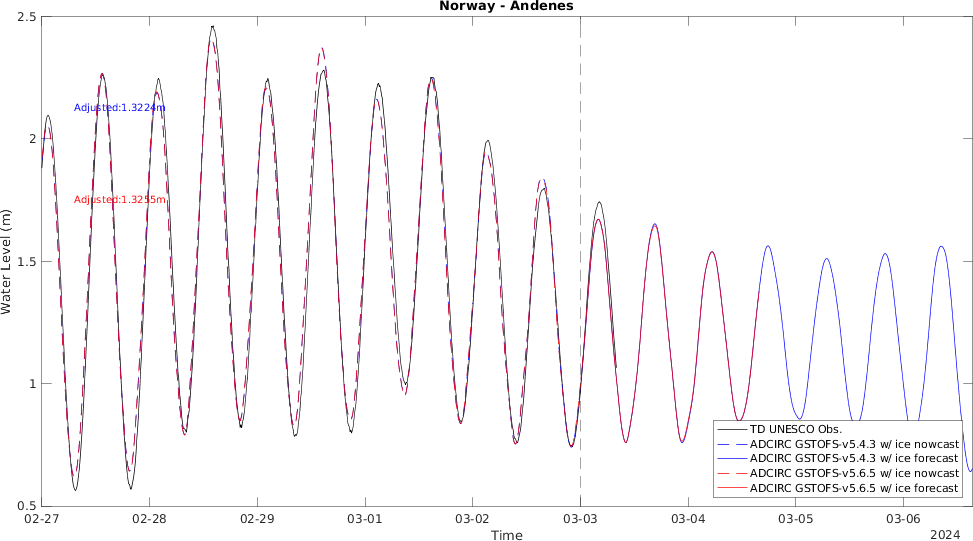 Norway - Andenes
2.5
2
1.5
1
0.5
Water Level (m)
Adjusted:1.3224m
Adjusted:1.3255m
TD UNESCO Obs.
ADCIRC GSTOFS-v5.4.3 w/ ice nowcast
ADCIRC GSTOFS-v5.4.3 w/ ice forecast
ADCIRC GSTOFS-v5.6.5 w/ ice nowcast
ADCIRC GSTOFS-v5.6.5 w/ ice forecast
02-27 02-28 02-29 03-01 03-02 03-03 03-04 03-05 03-06
Time
2024